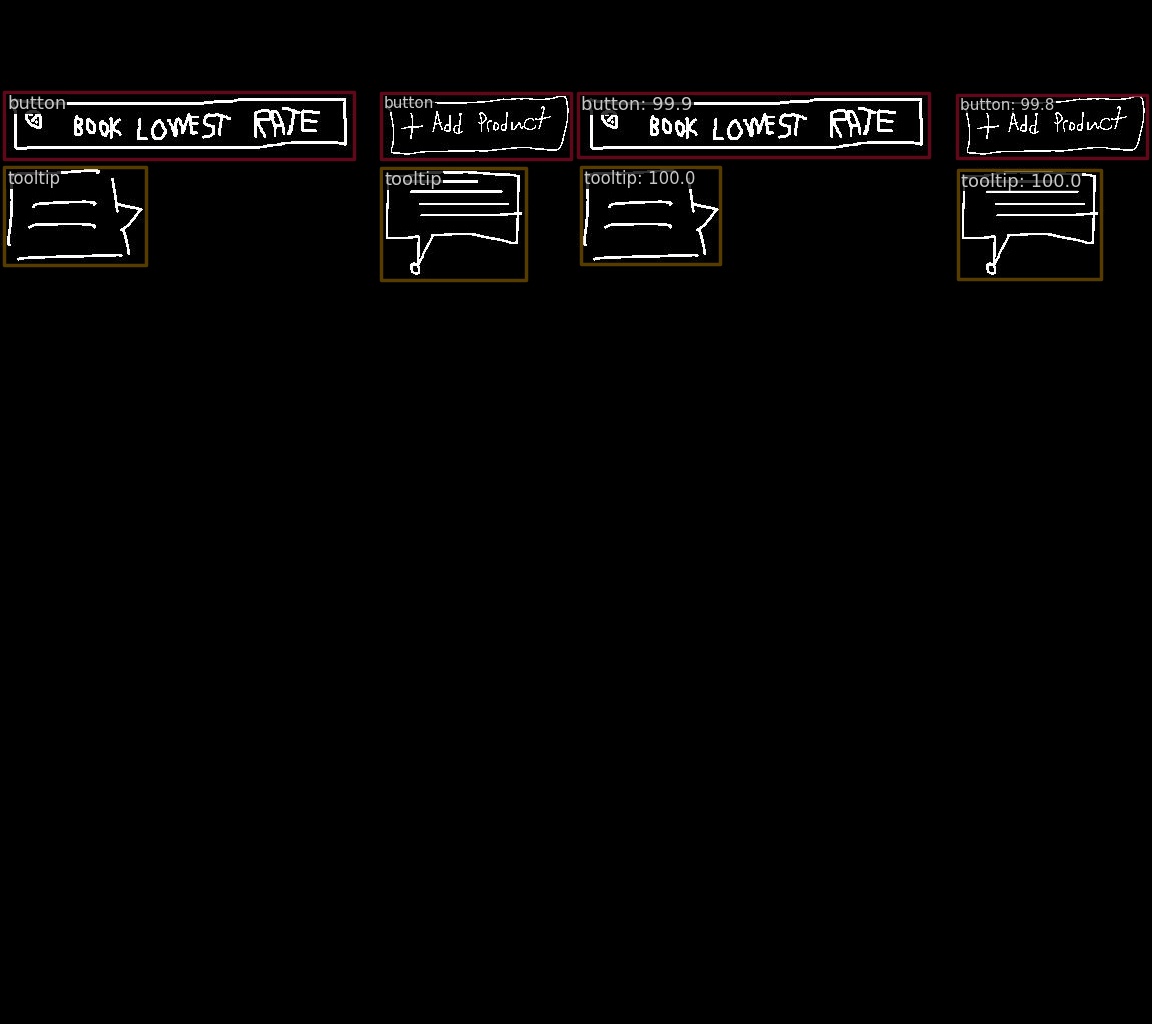 button
BOOK LOWEST RATE
button
+ Add Product
button: 99.9
BOOK LOWEST RATE
button: 99.8
+ Add Product
tooltip
tooltip
tooltip: 100.0
tooltip: 100.0